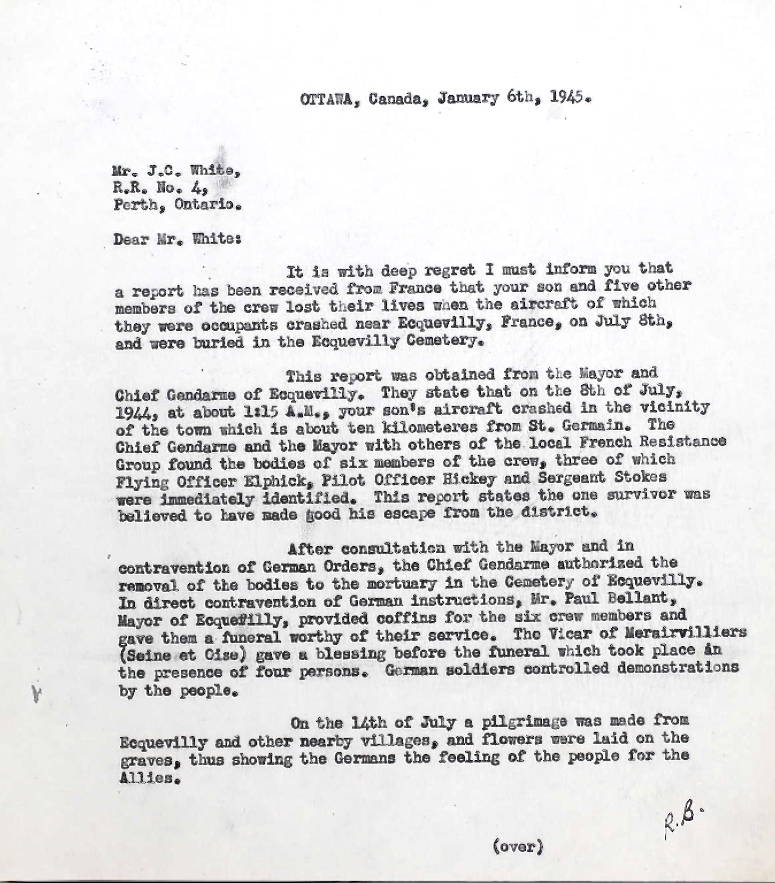 OTTAWA, Canada, January 6th, 1945.
Mr. J.C. White,
R.R. No. 4,
Perth, Ontario.
Dear Mr. White:
It is with deep regret I must inform you that
a report has been received from France that your son and five other
members of the crew lost their lives when the aircraft of which
they were occupants crashed near Ecquevilly, France, on July 8th,
and were buried in the Ecquevilly Cemetery.
This report was obtained from the Mayor and
Chief Gendarme of Ecquevilly. They state that on the 8th of July,
1944, at about 1:15 A.M., your son's aircraft crashed in the vicinity
of the town which is about ten kilometeres from St. Germain. The
Chief Gendarme and the Mayor with others of the local French Resistance
Group found the bodies of six members of the crew, three of which
Flying Officer Elphick, Pilot Officer Hickey and Sergeant Stokes
were immediately identified. This report states the one survivor was
believed to have made good his escape from the district.
After consultation with the Mayor and in
contravention of German Orders, the Chief Gendarme authorized the
removal of the bodies to the mortuary in the Cemetery of Ecquevilly.
In direct contravention of German instructions, Mr. Paul Bellant,
Mayor of Ecquefilly, provided coffins for the six crew members and
gave them a funeral worthy of their service. The Vicar of Merairvilliers
(Seine et Oise) gave a blessing before the funeral which took place in
the presence of four persons. German soldiers controlled demonstrations
by the people.
On the 14th of July a pilgrimage was made from
Ecquevilly and other nearby villages, and flowers were laid on the
graves, thus showing the Germans the feeling of the people for the
Allies.
R.B.
(over)